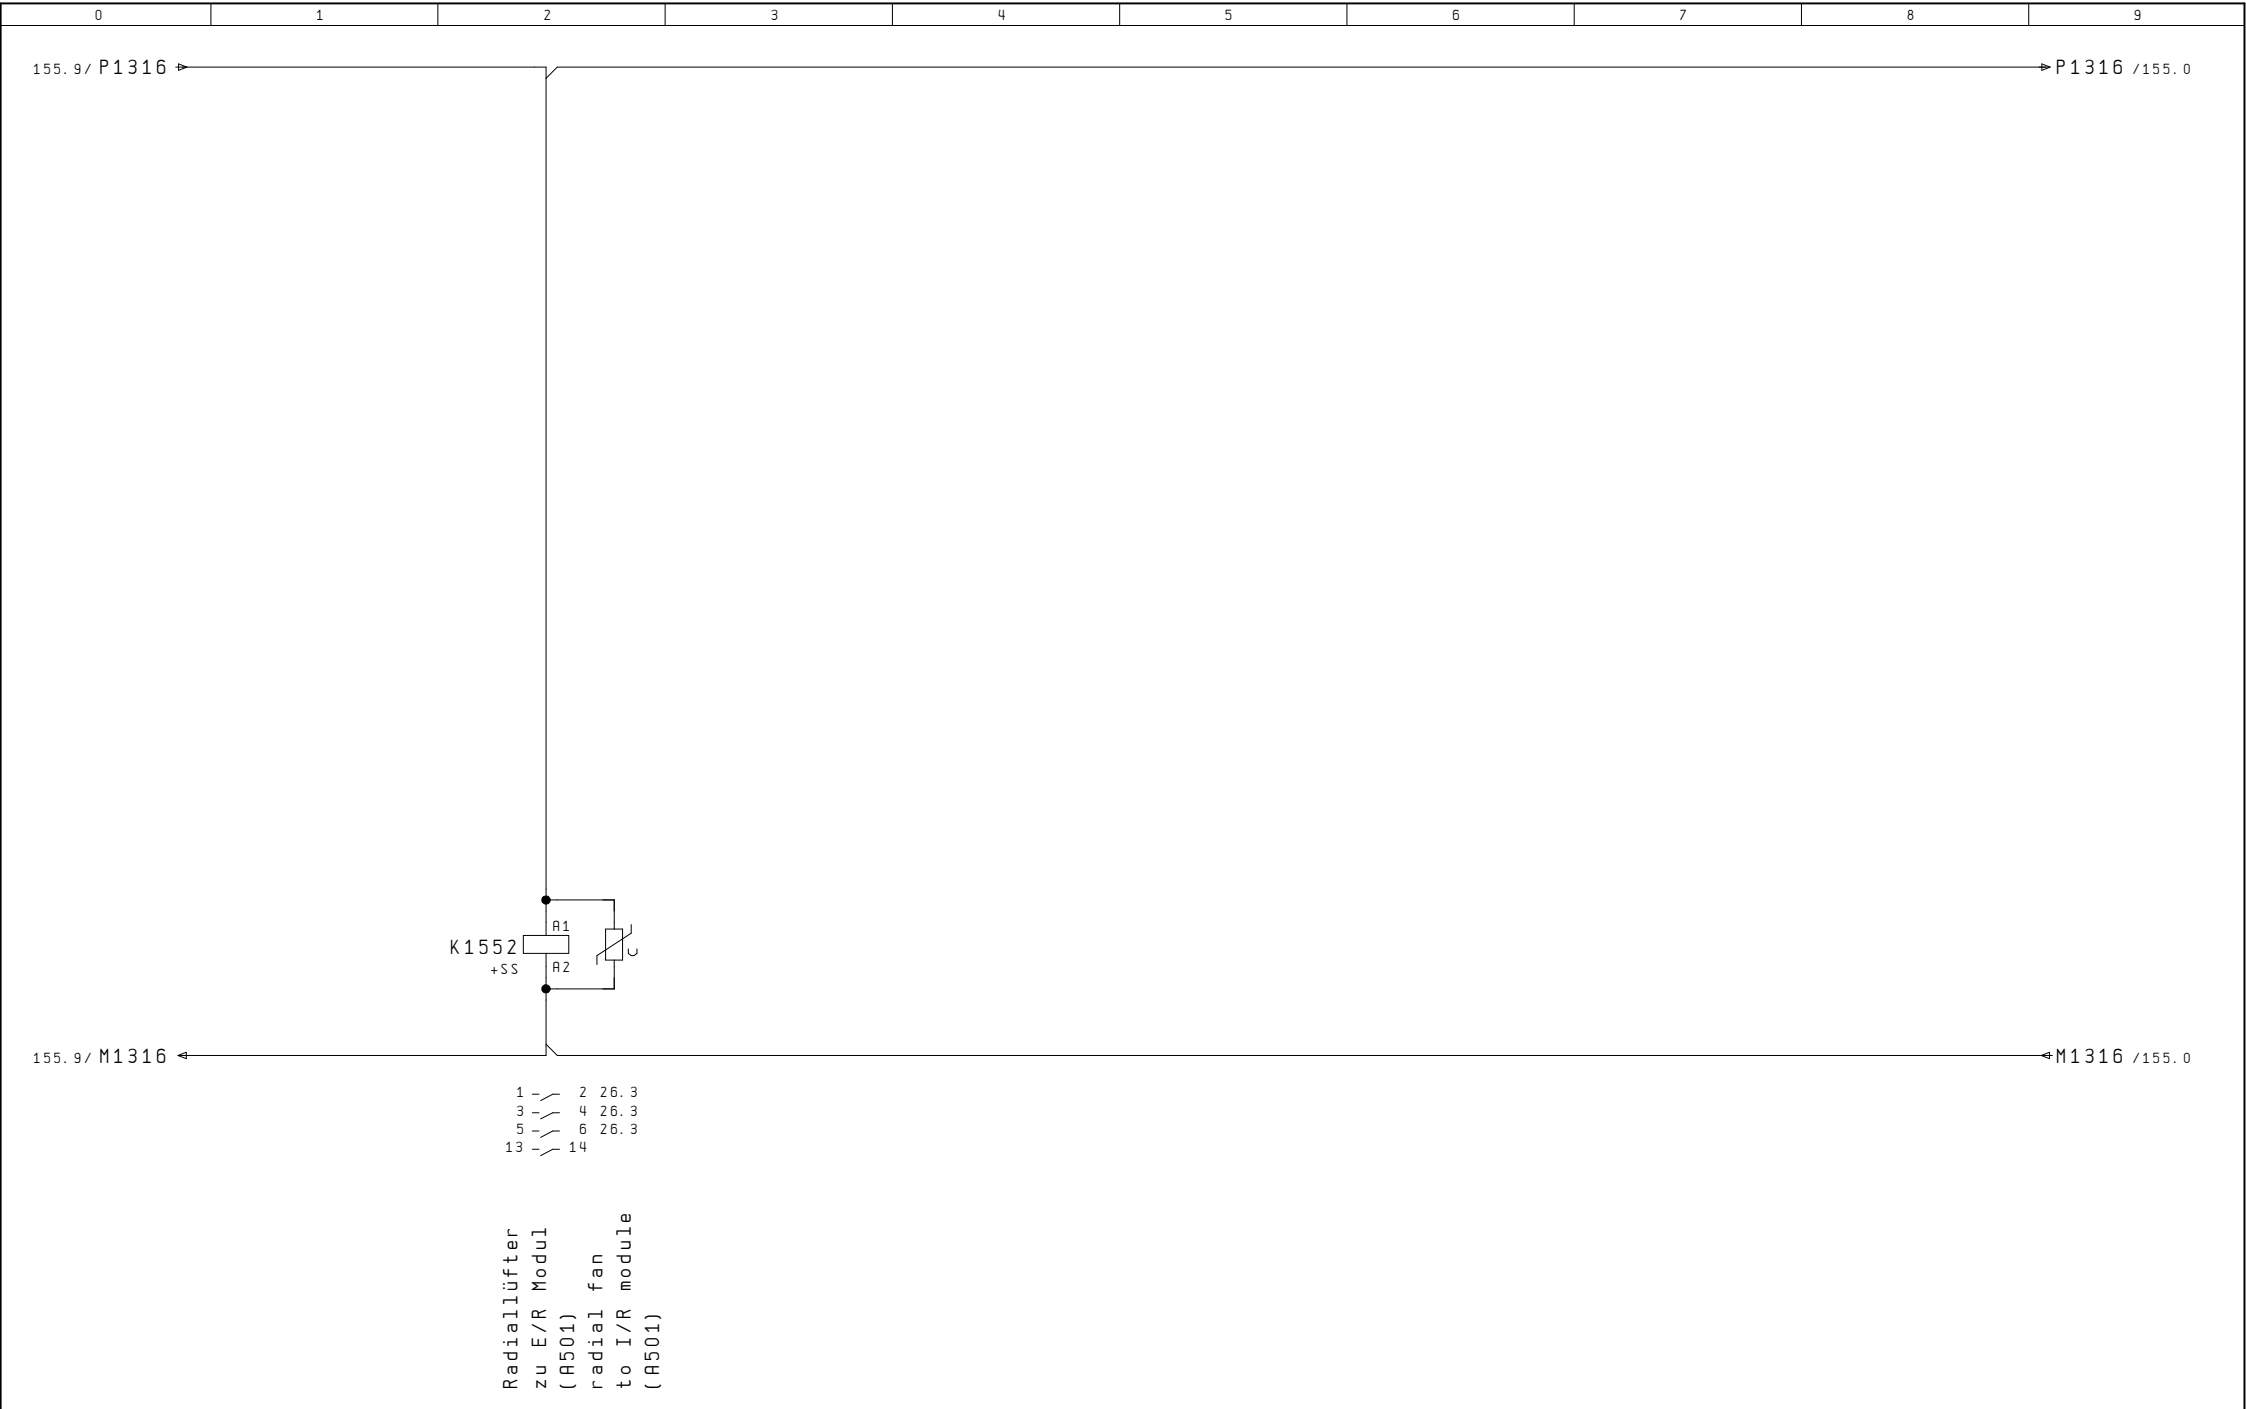 0 1 2 3 4 5 6 7 8 9
155.9/ P1316 P1316 /155.0
A1
K1552
U
+SS A2
155.9/ M1316 M1316 /155.0
1 2 26.3
3 4 26.3
5 6 26.3
13 14
Radiallüfter
zu E/R Modul
(A501)
radial fan
to I/R module
(A501)